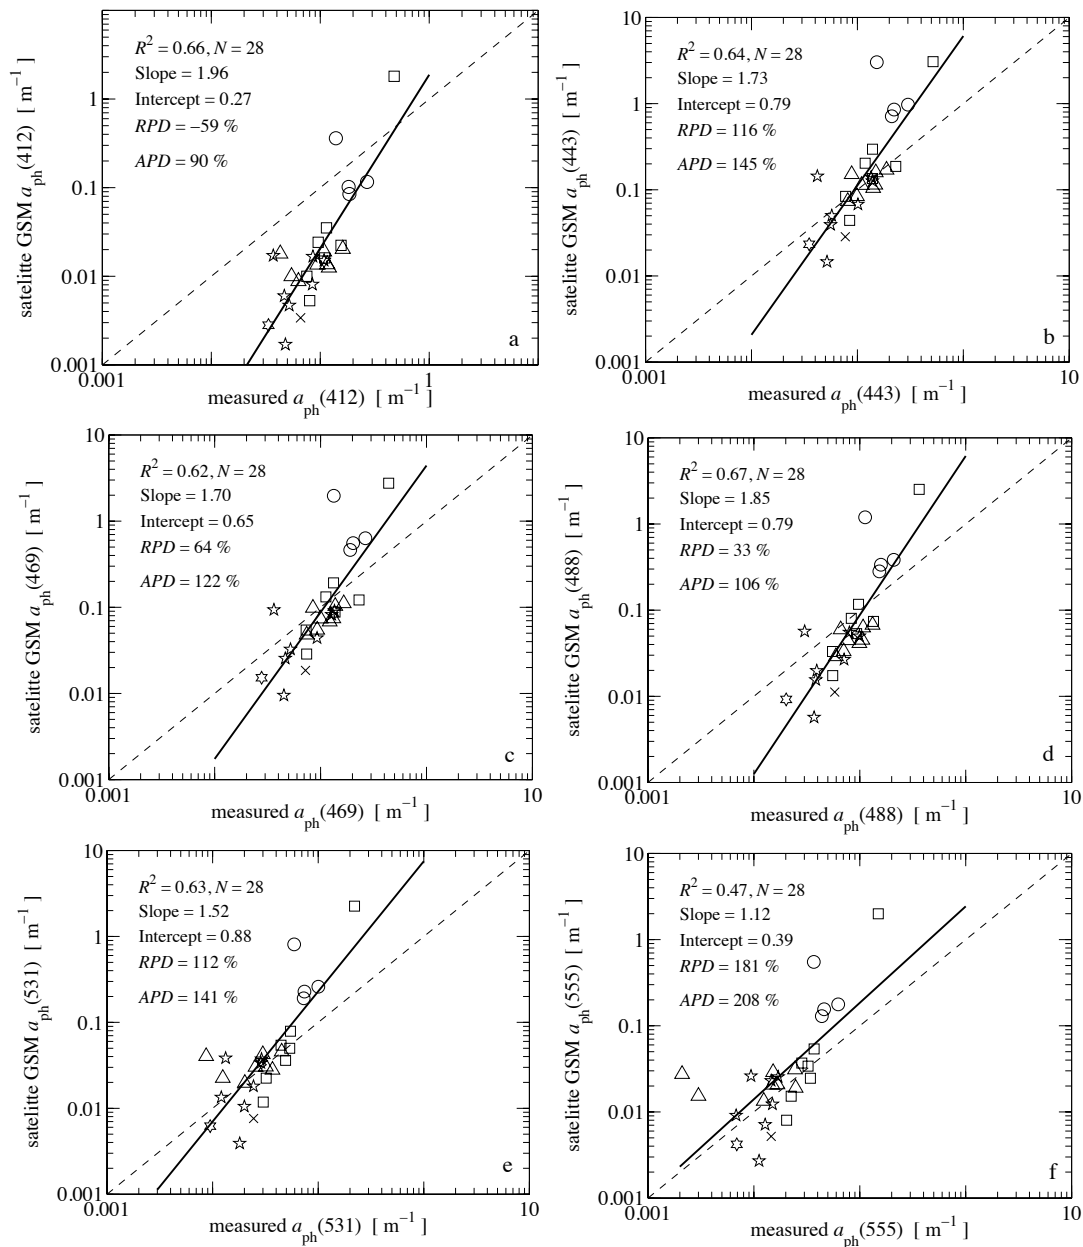 R² = 0.66, N = 28
Slope = 1.96
Intercept = 0.27
RPD = −59 %
APD = 90 %
1
0.1
0.01
0.001
0.001
1
satelitte GSM aph(412) [ m⁻¹ ]
measured aph(412) [ m⁻¹ ]
a
R² = 0.64, N = 28
Slope = 1.73
Intercept = 0.79
RPD = 116 %
APD = 145 %
10
1
0.1
0.01
0.001
0.001
10
satelitte GSM aph(443) [ m⁻¹ ]
measured aph(443) [ m⁻¹ ]
b
R² = 0.62, N = 28
Slope = 1.70
Intercept = 0.65
RPD = 64 %
APD = 122 %
10
1
0.1
0.01
0.001
0.001
10
satelitte GSM aph(469) [ m⁻¹ ]
measured aph(469) [ m⁻¹ ]
c
R² = 0.67, N = 28
Slope = 1.85
Intercept = 0.79
RPD = 33 %
APD = 106 %
10
1
0.1
0.01
0.001
0.001
10
satelitte GSM aph(488) [ m⁻¹ ]
measured aph(488) [ m⁻¹ ]
d
R² = 0.63, N = 28
Slope = 1.52
Intercept = 0.88
RPD = 112 %
APD = 141 %
10
1
0.1
0.01
0.001
0.001
10
satelitte GSM aph(531) [ m⁻¹ ]
measured aph(531) [ m⁻¹ ]
e
R² = 0.47, N = 28
Slope = 1.12
Intercept = 0.39
RPD = 181 %
APD = 208 %
10
1
0.1
0.01
0.001
0.001
10
satelitte GSM aph(555) [ m⁻¹ ]
measured aph(555) [ m⁻¹ ]
f